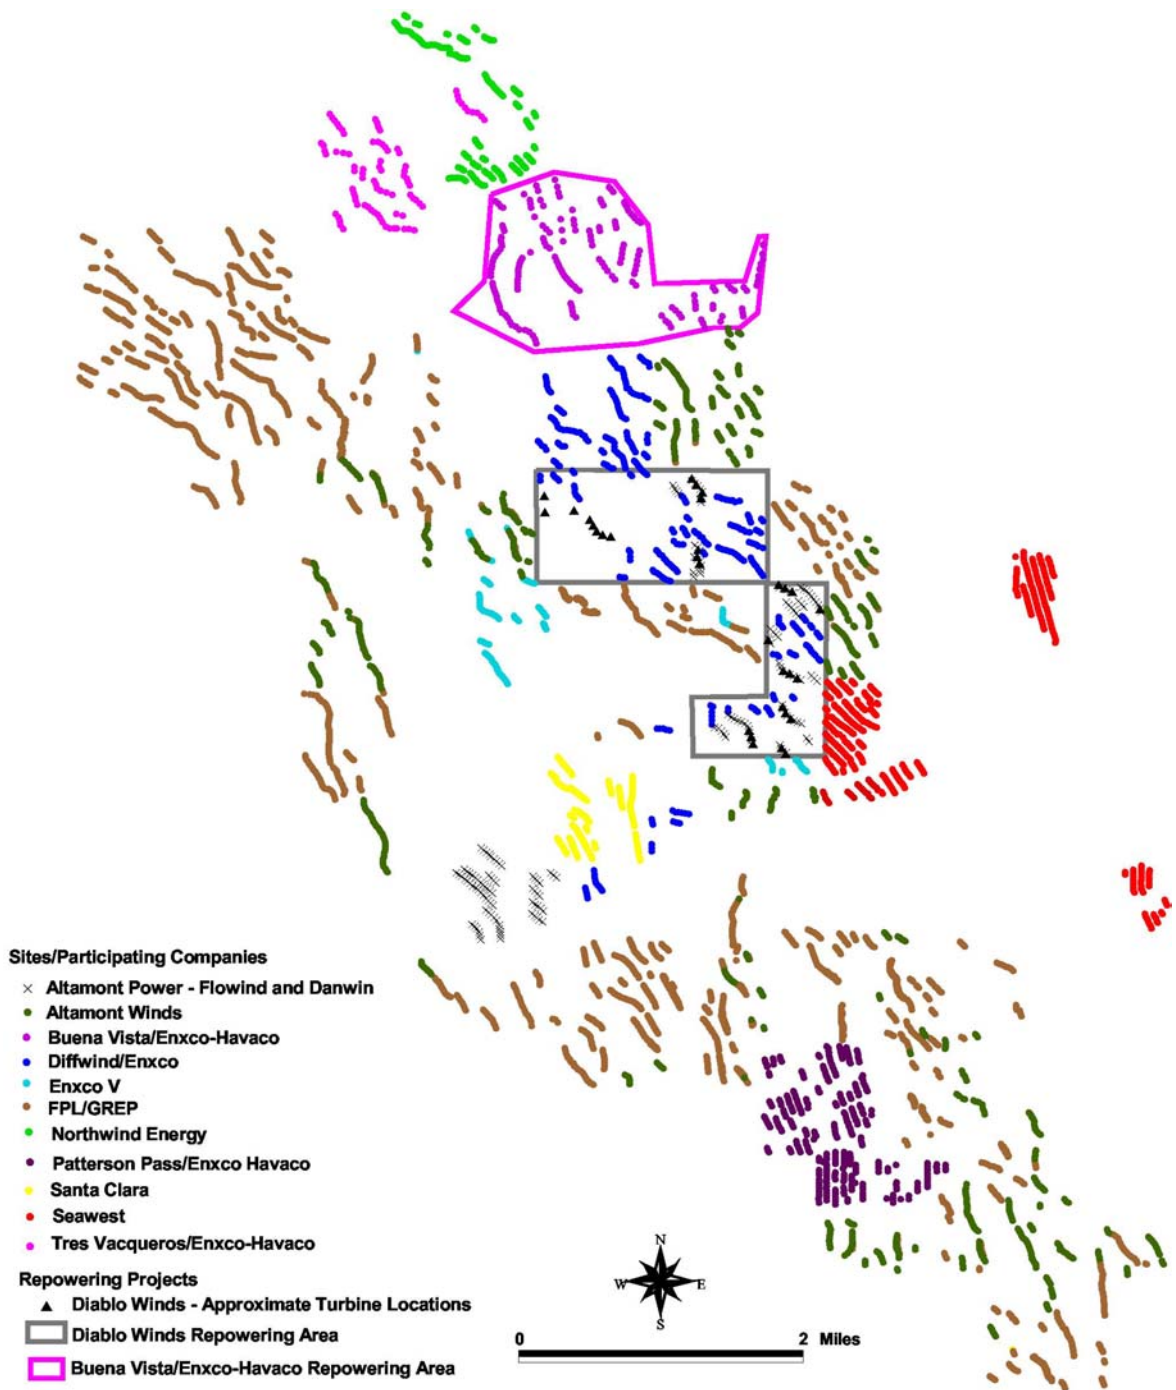 Sites/Participating Companies
Altamont Power - Flowind and Danwin
Altamont Winds
Buena Vista/Enxco-Havaco
Diffwind/Enxco
Enxco V
FPL/GREP
Northwind Energy
Patterson Pass/Enxco Havaco
Santa Clara
Seawest
Tres Vacqueros/Enxco-Havaco
Repowering Projects
Diablo Winds - Approximate Turbine Locations
Diablo Winds Repowering Area
Buena Vista/Enxco-Havaco Repowering Area
N
W E
S
0 2 Miles